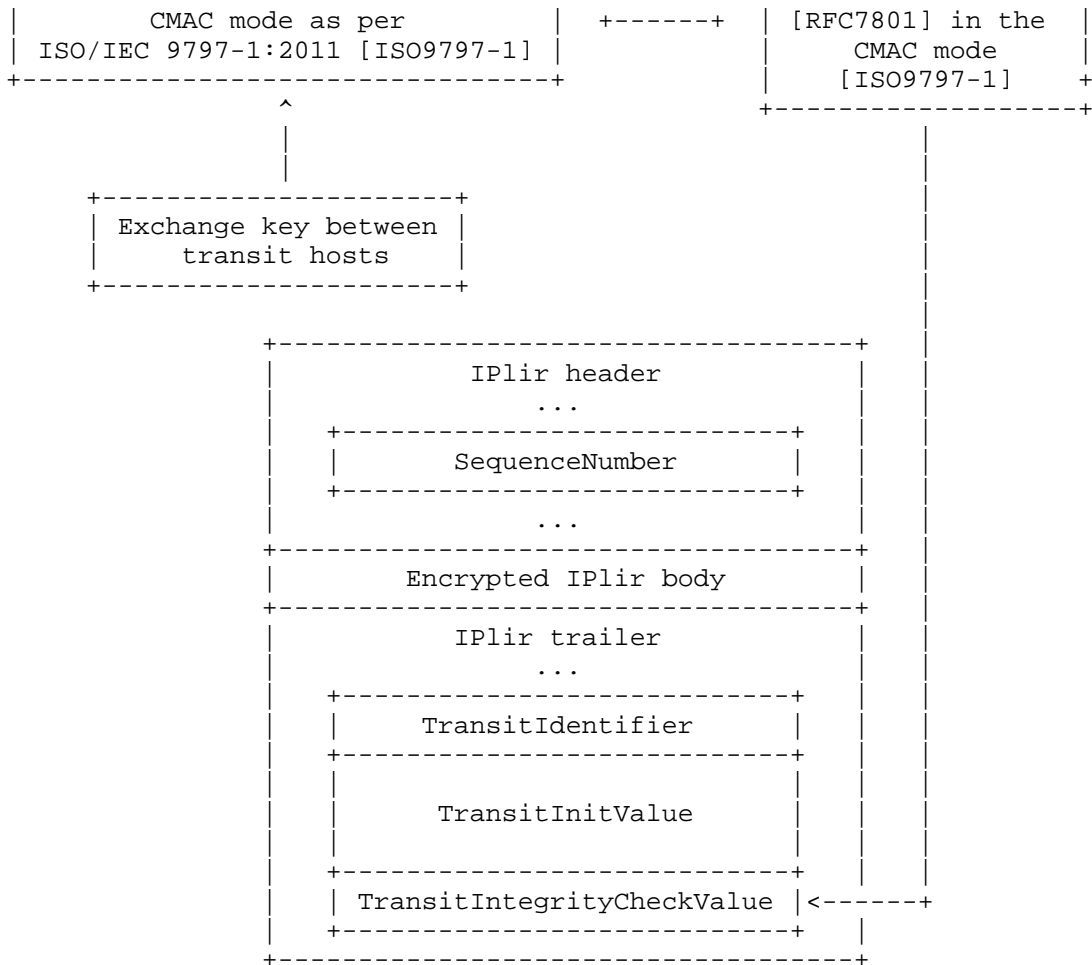 CMAC mode as per
ISO/IEC 9797-1:2011 [ISO9797-1]
[RFC7801] in the
CMAC mode
[ISO9797-1]
Exchange key between
transit hosts
IPlir header
...
SequenceNumber
...
Encrypted IPlir body
IPlir trailer
...
TransitIdentifier
TransitInitValue
TransitIntegrityCheckValue